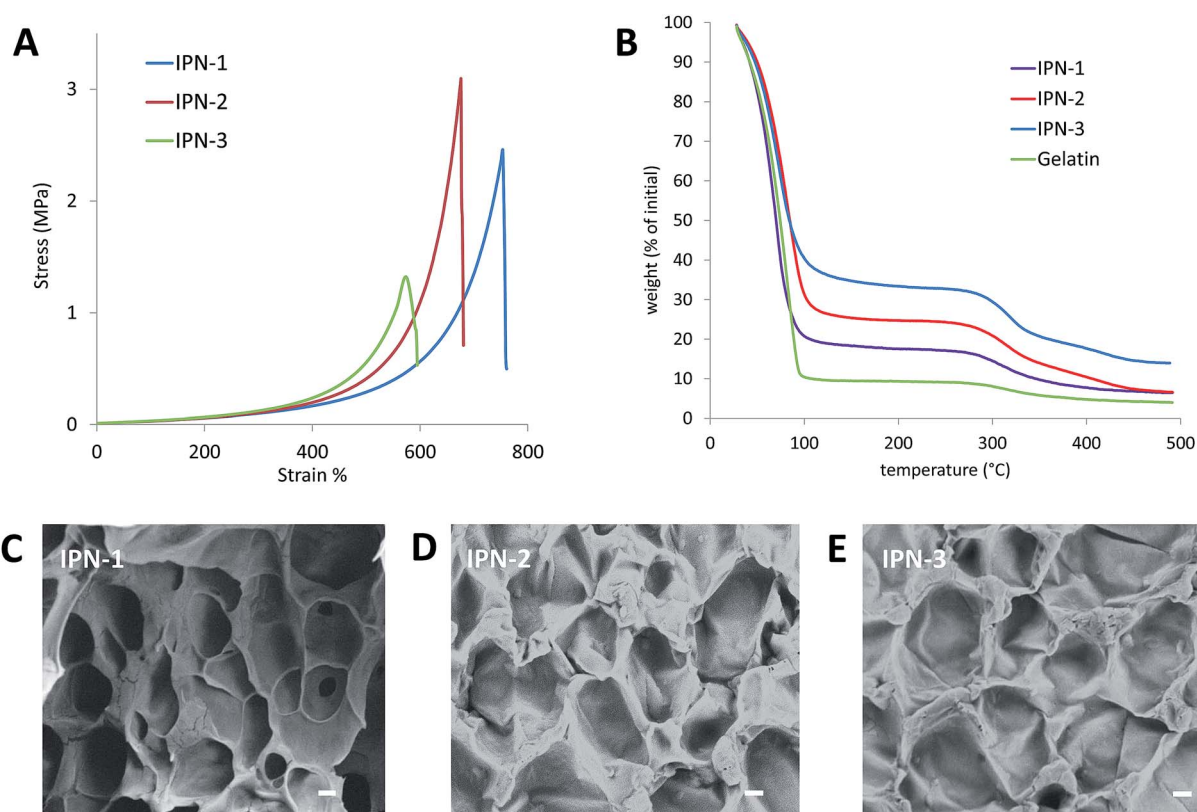 A
IPN-1
IPN-2
IPN-3
3
2
1
0
Stress (MPa)
0 200 400 600 800
Strain %
B
IPN-1
IPN-2
IPN-3
Gelatin
100
90
80
70
60
50
40
30
20
10
0
weight (% of initial)
0 100 200 300 400 500
temperature (°C)
C
IPN-1
D
IPN-2
E
IPN-3